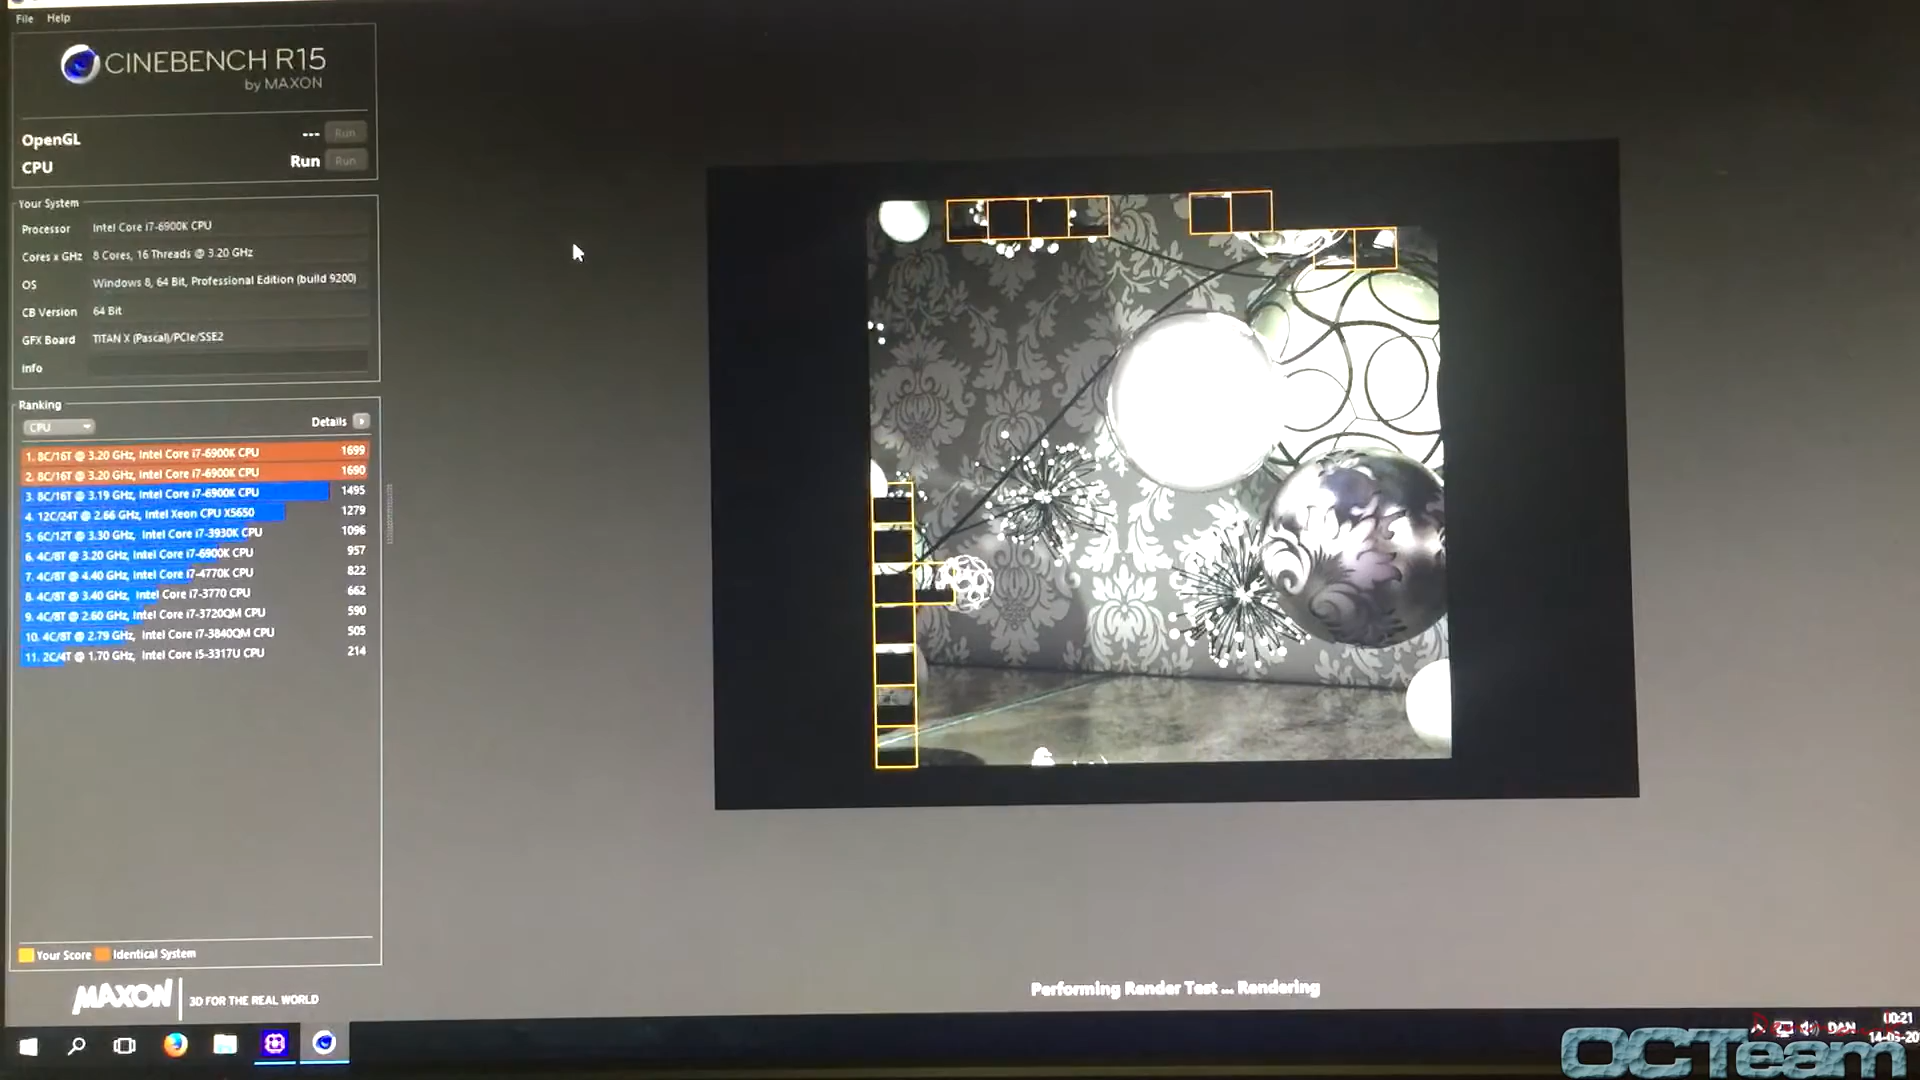 File Help
CINEBENCH R15
by MAXON
OpenGL --- Run
CPU Run Run
Your System
Processor Intel Core i7-6900K CPU
Cores x GHz 8 Cores, 16 Threads @ 3.20 GHz
OS Windows 8, 64 Bit, Professional Edition (build 9200)
CB Version 64 Bit
GFX Board TITAN X (Pascal)/PCIe/SSE2
Info
Ranking
CPU Details
1. 8C/16T @ 3.20 GHz, Intel Core i7-6900K CPU 1699
2. 8C/16T @ 3.20 GHz, Intel Core i7-6900K CPU 1690
3. 8C/16T @ 3.19 GHz, Intel Core i7-6900K CPU 1495
4. 12C/24T @ 2.66 GHz, Intel Xeon CPU X5650 1279
5. 6C/12T @ 3.30 GHz, Intel Core i7-3930K CPU 1096
6. 4C/8T @ 3.20 GHz, Intel Core i7-6900K CPU 957
7. 4C/8T @ 4.40 GHz, Intel Core i7-4770K CPU 822
8. 4C/8T @ 3.40 GHz, Intel Core i7-3770 CPU 662
9. 4C/8T @ 2.60 GHz, Intel Core i7-3720QM CPU 590
10. 4C/8T @ 2.79 GHz, Intel Core i7-3840QM CPU 505
11. 2C/4T @ 1.70 GHz, Intel Core i5-3317U CPU 214
Your Score Identical System
MAXON 3D FOR THE REAL WORLD
Performing Render Test ... Rendering
DAN 00:21
OCTeam